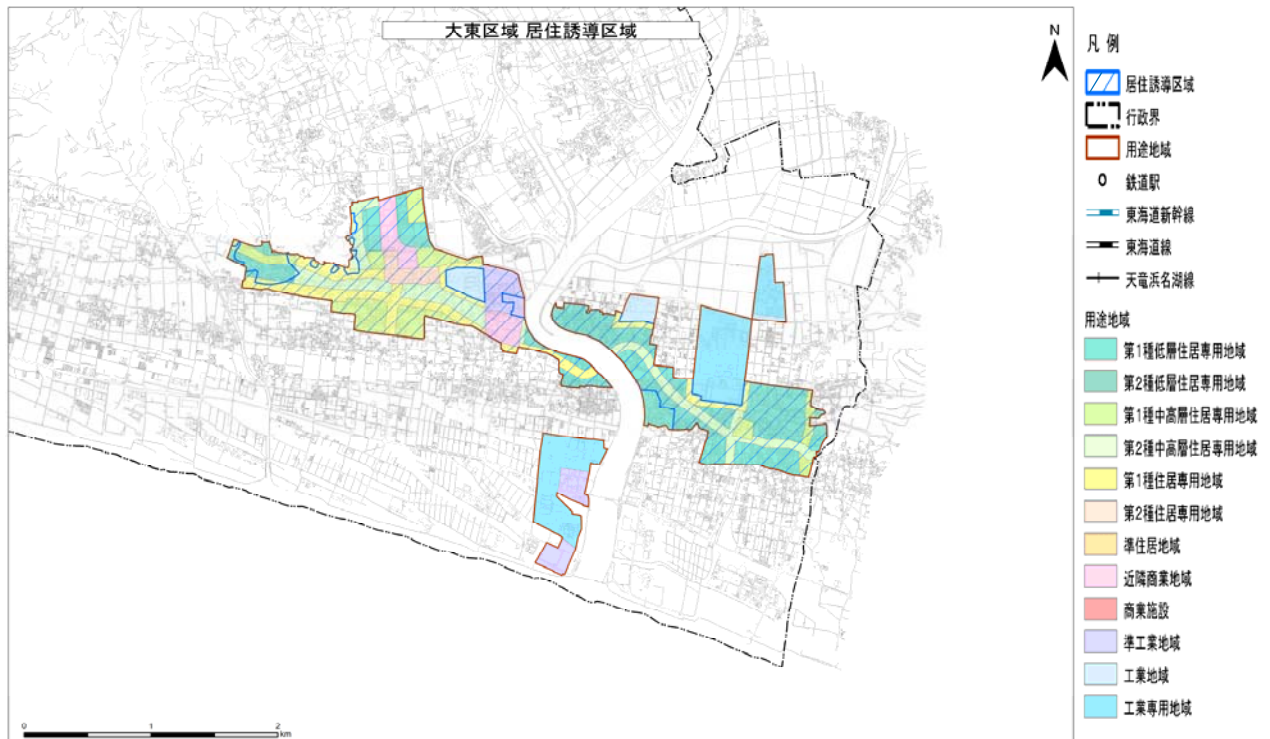 大東区域 居住誘導区域
N
凡 例
居住誘導区域
行政界
用途地域
鉄道駅
東海道新幹線
東海道線
天竜浜名湖線
用途地域
第1種低層住居専用地域
第2種低層住居専用地域
第1種中高層住居専用地域
第2種中高層住居専用地域
第1種住居専用地域
第2種住居専用地域
準住居地域
近隣商業地域
商業施設
準工業地域
工業地域
工業専用地域
0 1 2
km